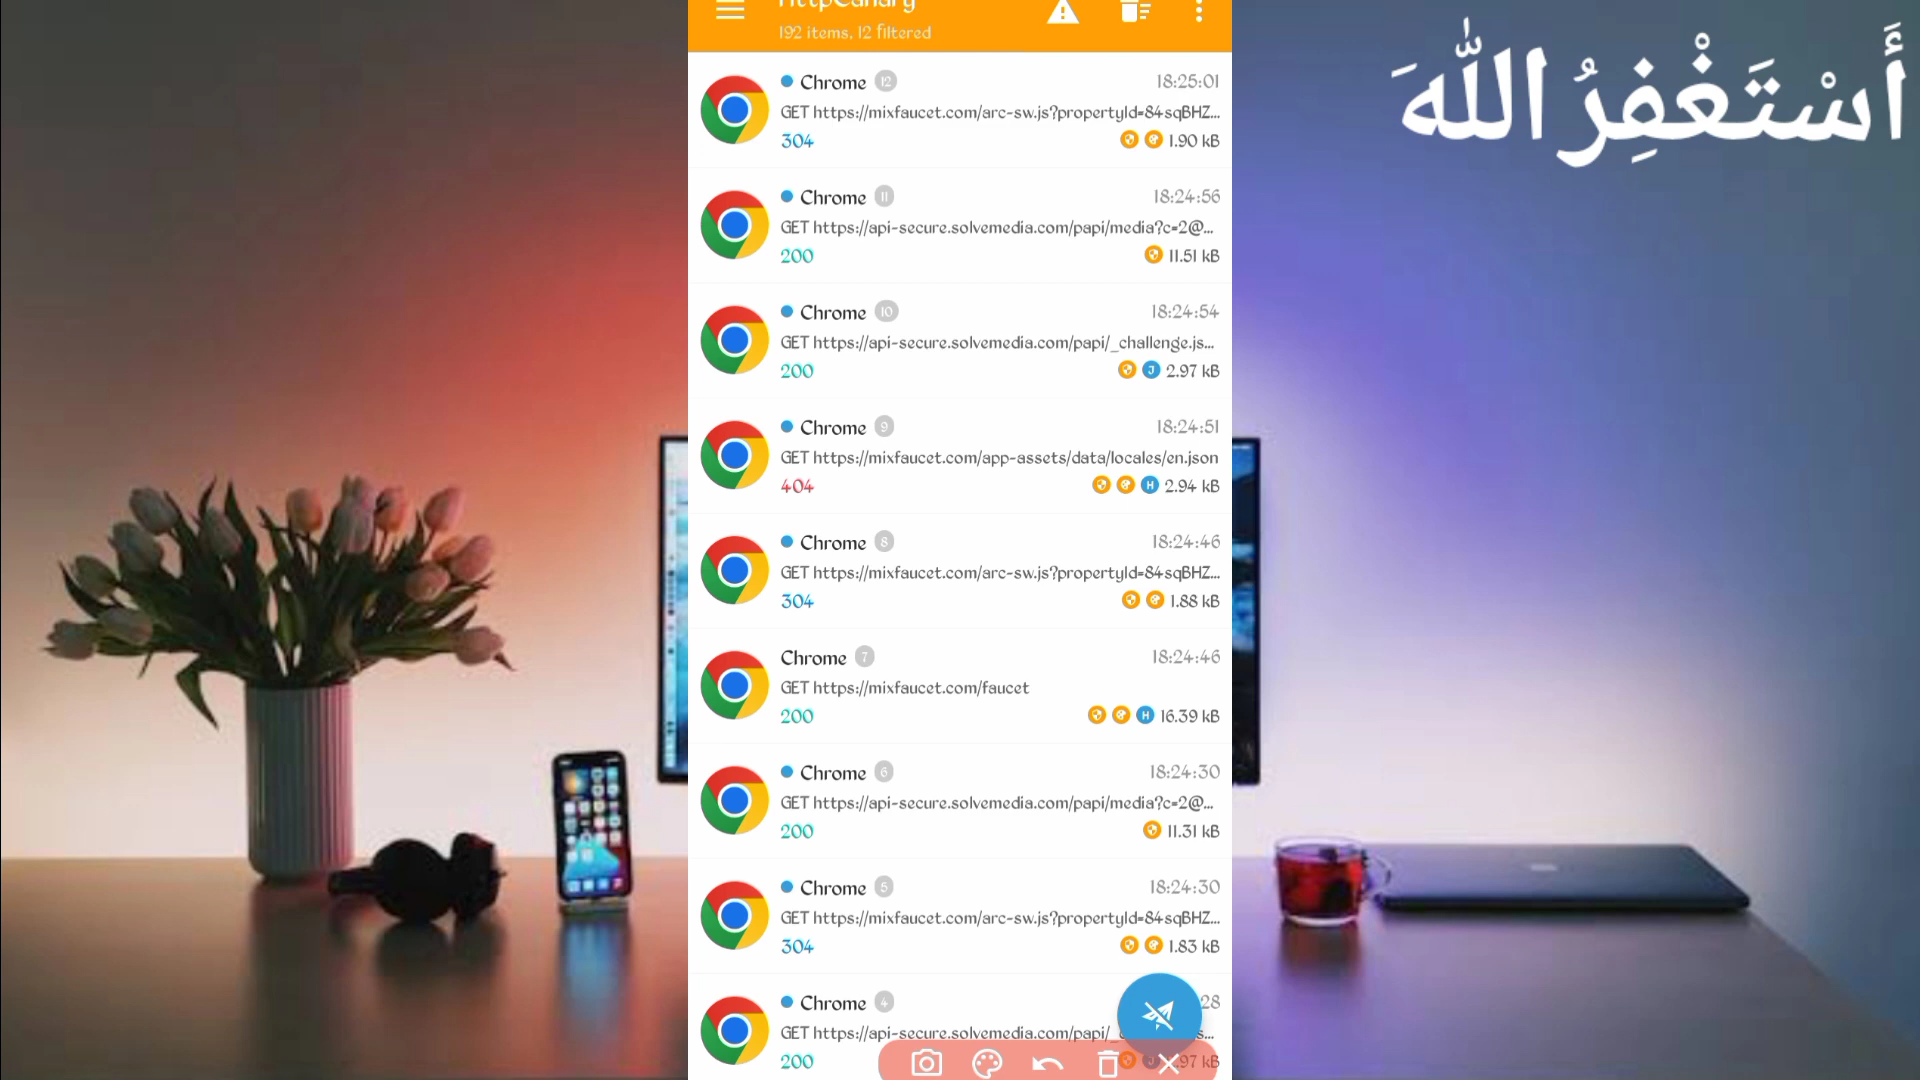 HttpCanary
192 items, 12 filtered
أَسْتَغْفِرُ اللهَ
Chrome 12 18:25:01
GET https://mixfaucet.com/arc-sw.js?propertyId=84sqBHZ...
304 1.90 kB
Chrome 11 18:24:56
GET https://api-secure.solvemedia.com/papi/media?c=2@...
200 11.51 kB
Chrome 10 18:24:54
GET https://api-secure.solvemedia.com/papi/_challenge.js...
200 J 2.97 kB
Chrome 9 18:24:51
GET https://mixfaucet.com/app-assets/data/locales/en.json
404 H 2.94 kB
Chrome 8 18:24:46
GET https://mixfaucet.com/arc-sw.js?propertyId=84sqBHZ...
304 1.88 kB
Chrome 7 18:24:46
GET https://mixfaucet.com/faucet
200 H 16.39 kB
Chrome 6 18:24:30
GET https://api-secure.solvemedia.com/papi/media?c=2@...
200 11.31 kB
Chrome 5 18:24:30
GET https://mixfaucet.com/arc-sw.js?propertyId=84sqBHZ...
304 1.83 kB
Chrome 4 28
GET https://api-secure.solvemedia.com/papi/_
200 .97 kB